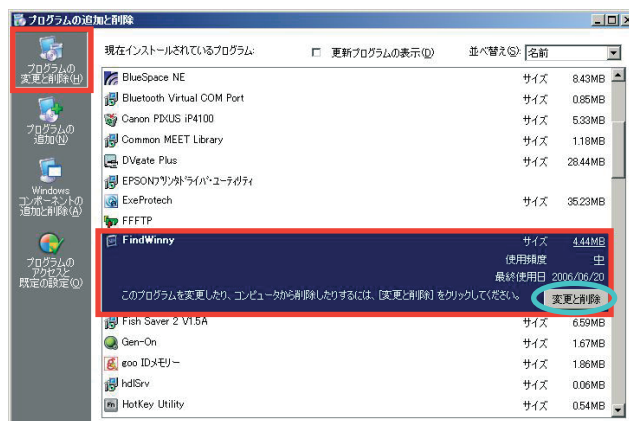 プログラムの追加と削除
プログラムの
変更と削除(H)
プログラムの
追加(N)
Windows
コンポーネントの
追加と削除(A)
プログラムの
アクセスと
既定の設定(O)
現在インストールされているプログラム:
更新プログラムの表示(D)
並べ替え(S): 名前
BlueSpace NE サイズ 8.43MB
Bluetooth Virtual COM Port サイズ 0.85MB
Canon PIXUS iP4100 サイズ 5.33MB
Common MEET Library サイズ 1.18MB
DVgate Plus サイズ 28.44MB
EPSONプリンタドライバ・ユーティリティ
ExeProtech サイズ 35.23MB
FFFTP
FindWinny サイズ 4.44MB
使用頻度 中
最終使用日 2006/06/20
このプログラムを変更したり、コンピュータから削除したりするには、[変更と削除] をクリックしてください。 変更と削除
Fish Saver 2 V1.5A サイズ 6.59MB
Gen-On サイズ 1.67MB
goo IDメモリー サイズ 1.86MB
hdlSrv サイズ 0.06MB
HotKey Utility サイズ 0.54MB